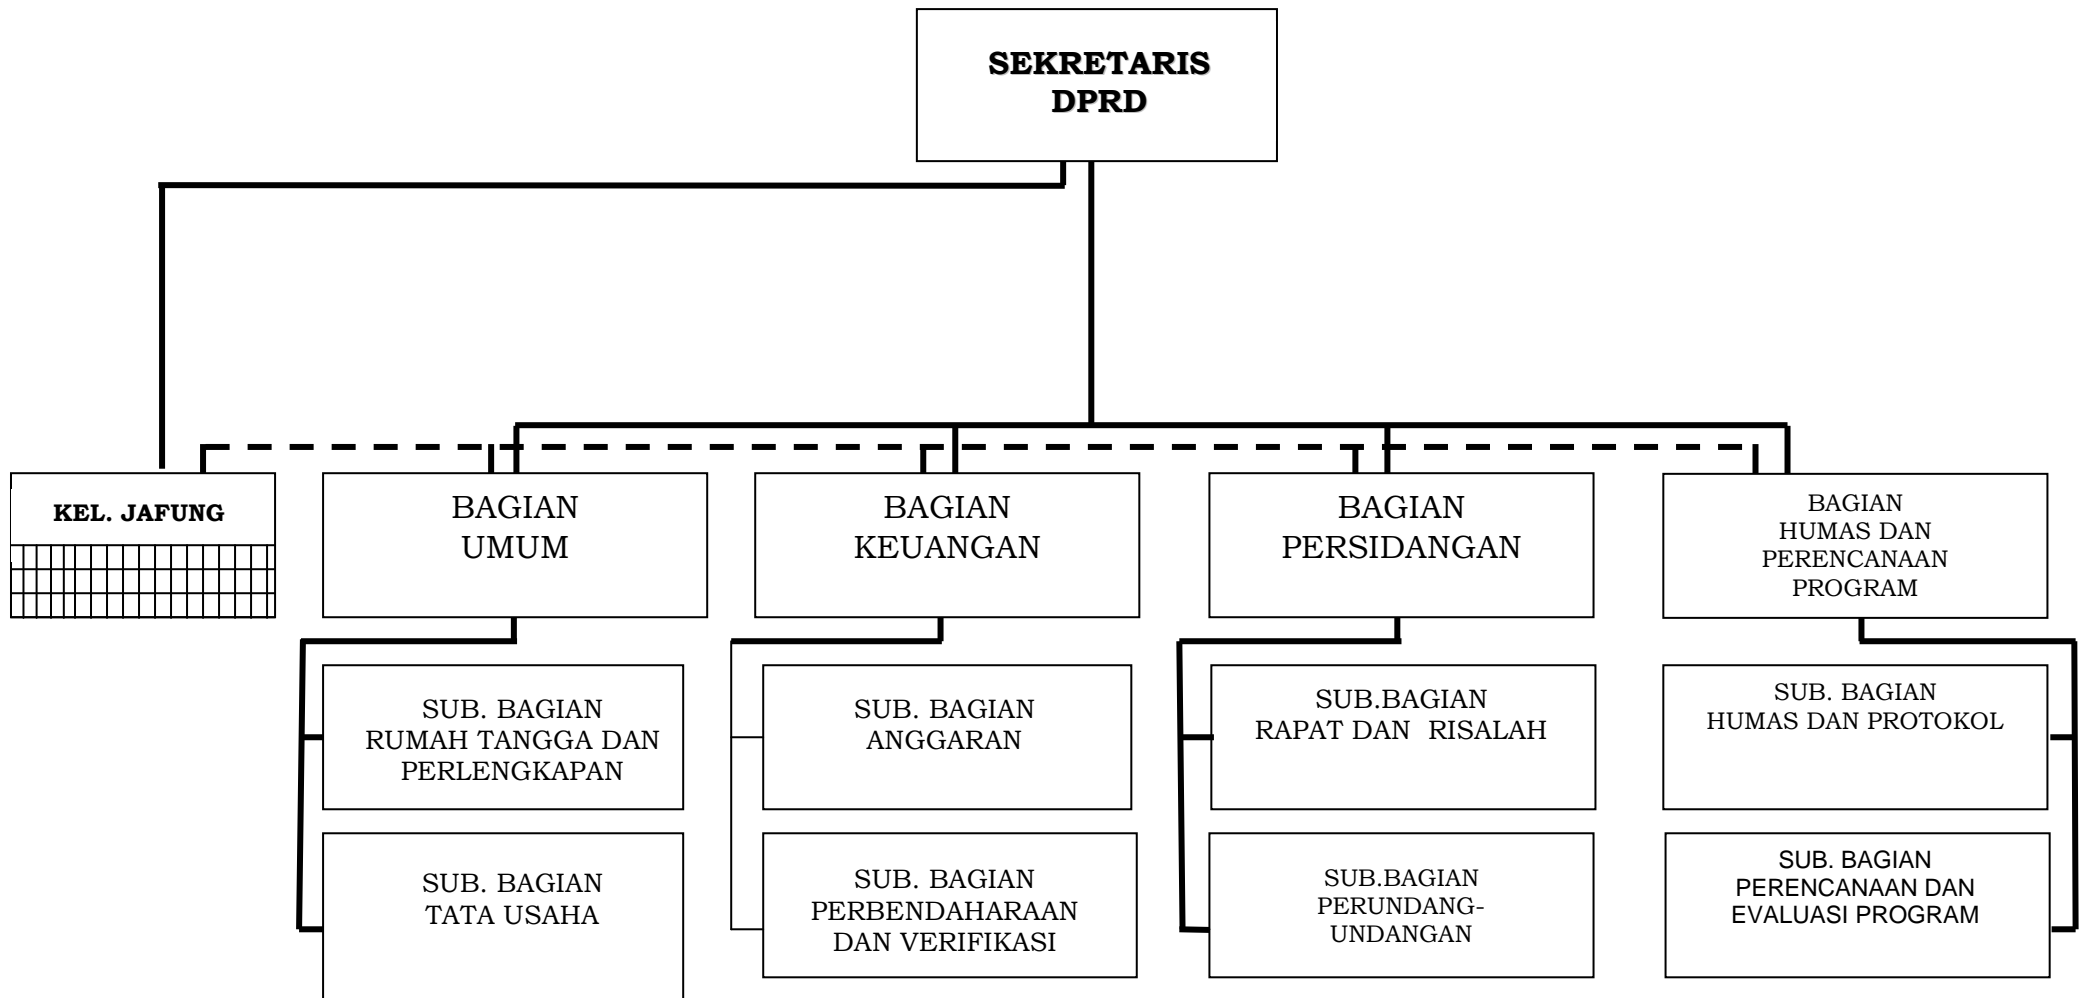 SEKRETARIS
DPRD
KEL. JAFUNG
BAGIAN
UMUM
BAGIAN
KEUANGAN
BAGIAN
PERSIDANGAN
BAGIAN
HUMAS DAN
PERENCANAAN
PROGRAM
SUB. BAGIAN
RUMAH TANGGA DAN
PERLENGKAPAN
SUB. BAGIAN
ANGGARAN
SUB.BAGIAN
RAPAT DAN  RISALAH
SUB. BAGIAN
HUMAS DAN PROTOKOL
SUB. BAGIAN
TATA USAHA
SUB. BAGIAN
PERBENDAHARAAN
DAN VERIFIKASI
SUB.BAGIAN
PERUNDANG-
UNDANGAN
SUB. BAGIAN
PERENCANAAN DAN
EVALUASI PROGRAM